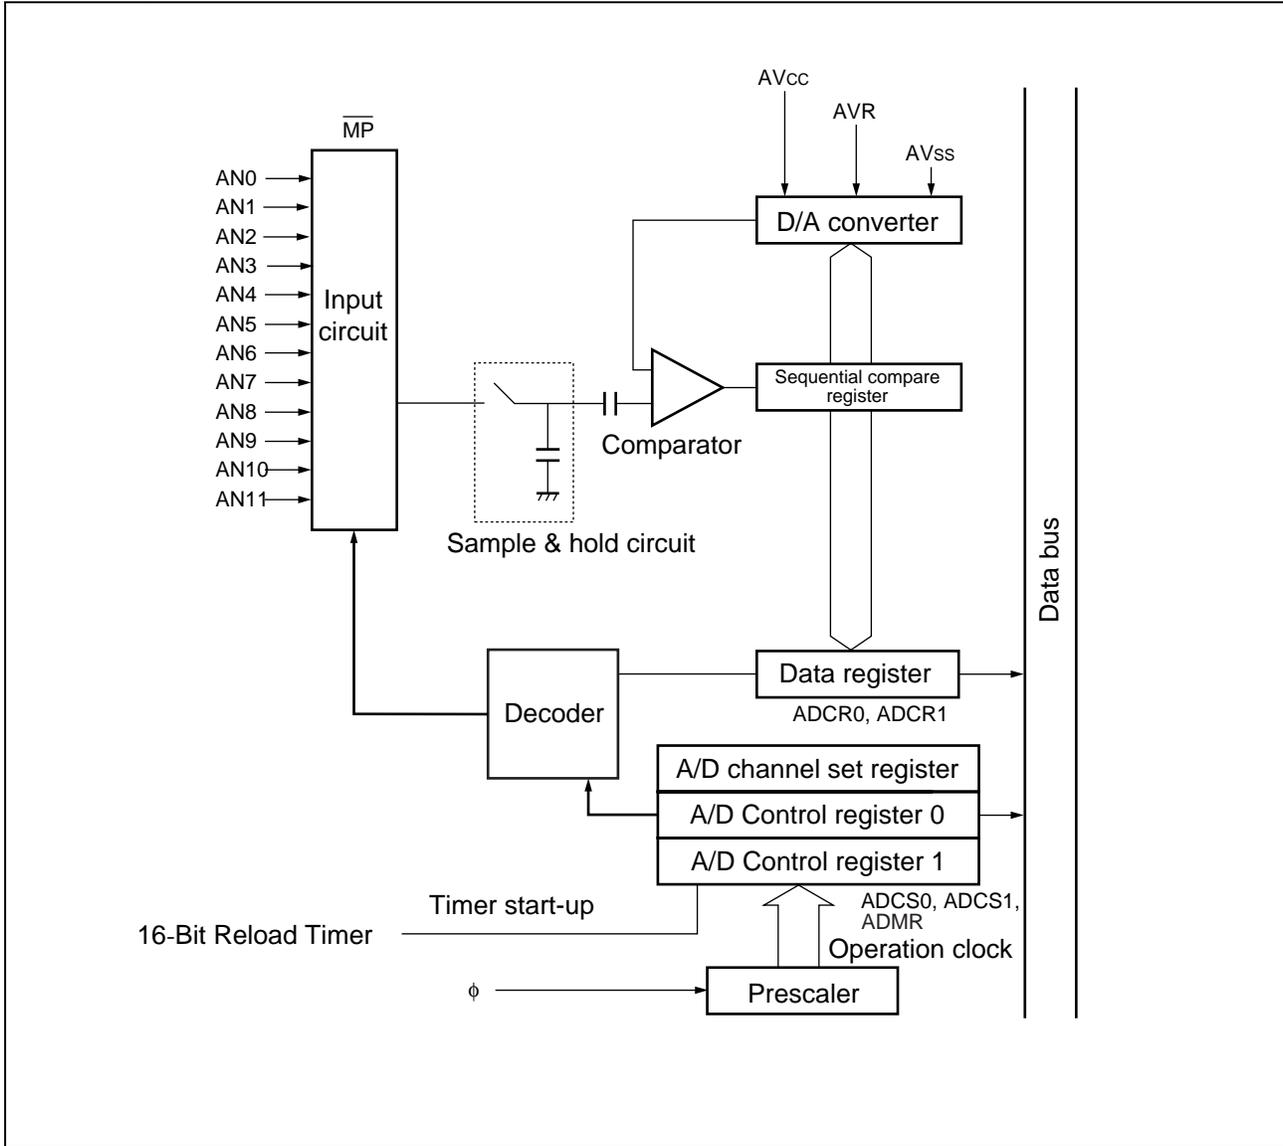 AVCC
AVR
MP
AVSS
AN0
AN1
AN2
AN3
AN4
AN5
AN6
AN7
AN8
AN9
AN10
AN11
Input
circuit
D/A converter
Sequential compare
register
Comparator
Sample & hold circuit
Data bus
Decoder
Data register
ADCR0, ADCR1
A/D channel set register
A/D Control register 0
A/D Control register 1
ADCS0, ADCS1,
ADMR
Timer start-up
16-Bit Reload Timer
Operation clock
ϕ
Prescaler